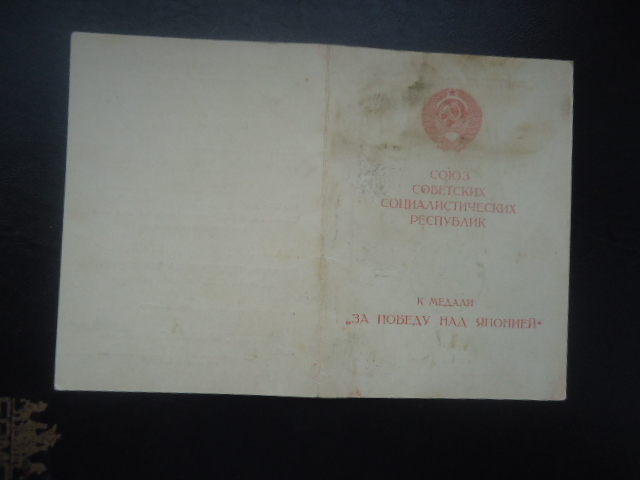 СОЮЗ
СОВЕТСКИХ
СОЦИАЛИСТИЧЕСКИХ
РЕСПУБЛИК
К МЕДАЛИ
„ЗА ПОБЕДУ НАД ЯПОНИЕЙ“